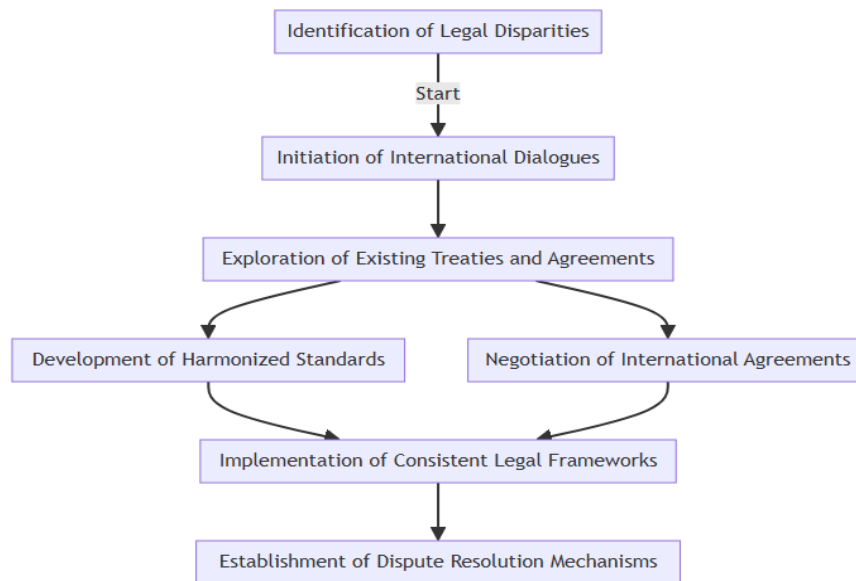 Identification of Legal Disparities
Start
Initiation of International Dialogues
Exploration of Existing Treaties and Agreements
Development of Harmonized Standards
Negotiation of International Agreements
Implementation of Consistent Legal Frameworks
Establishment of Dispute Resolution Mechanisms